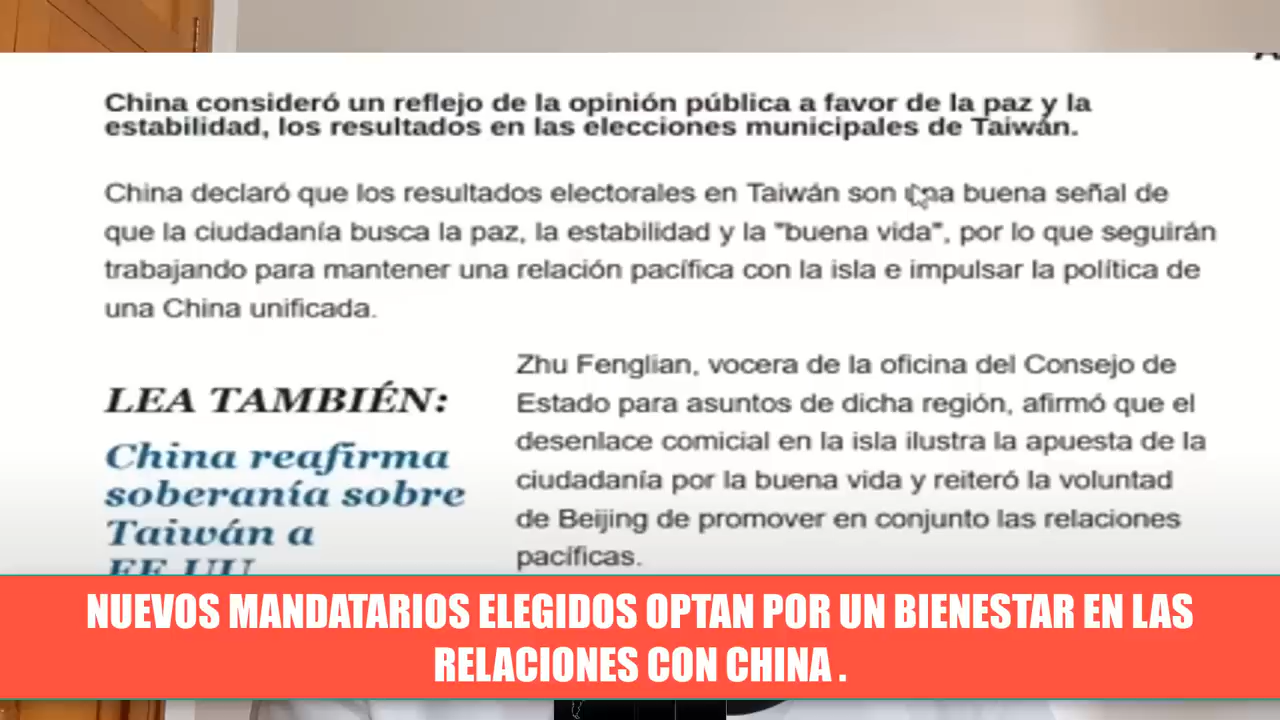 China consideró un reflejo de la opinión pública a favor de la paz y la
estabilidad, los resultados en las elecciones municipales de Taiwán.
China declaró que los resultados electorales en Taiwán son una buena señal de
que la ciudadanía busca la paz, la estabilidad y la "buena vida", por lo que seguirán
trabajando para mantener una relación pacífica con la isla e impulsar la política de
una China unificada.
LEA TAMBIÉN:
China reafirma
soberanía sobre
Taiwán a
EE.UU
Zhu Fenglian, vocera de la oficina del Consejo de
Estado para asuntos de dicha región, afirmó que el
desenlace comicial en la isla ilustra la apuesta de la
ciudadanía por la buena vida y reiteró la voluntad
de Beijing de promover en conjunto las relaciones
pacíficas.
NUEVOS MANDATARIOS ELEGIDOS OPTAN POR UN BIENESTAR EN LAS
RELACIONES CON CHINA .